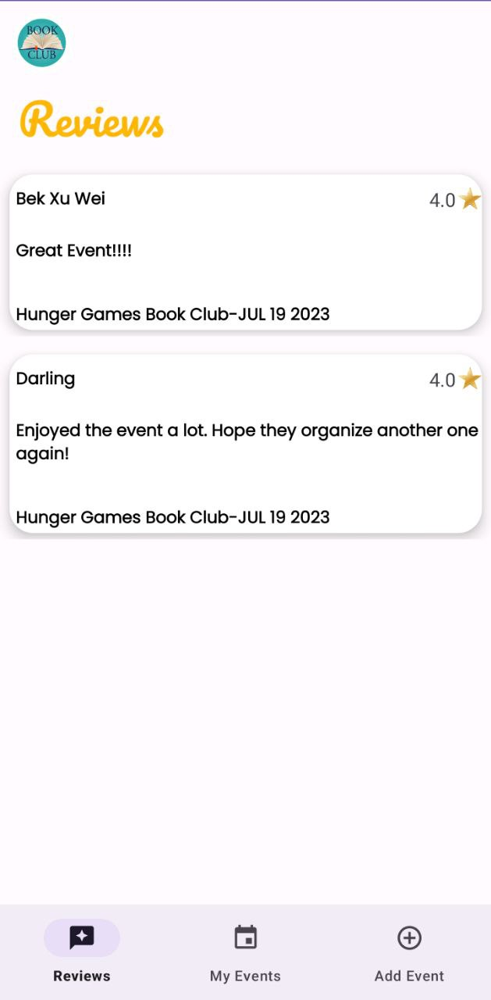 BOOK
CLUB
Reviews
Bek Xu Wei
4.0
Great Event!!!!
Hunger Games Book Club-JUL 19 2023
Darling
4.0
Enjoyed the event a lot. Hope they organize another one
again!
Hunger Games Book Club-JUL 19 2023
Reviews
My Events
Add Event